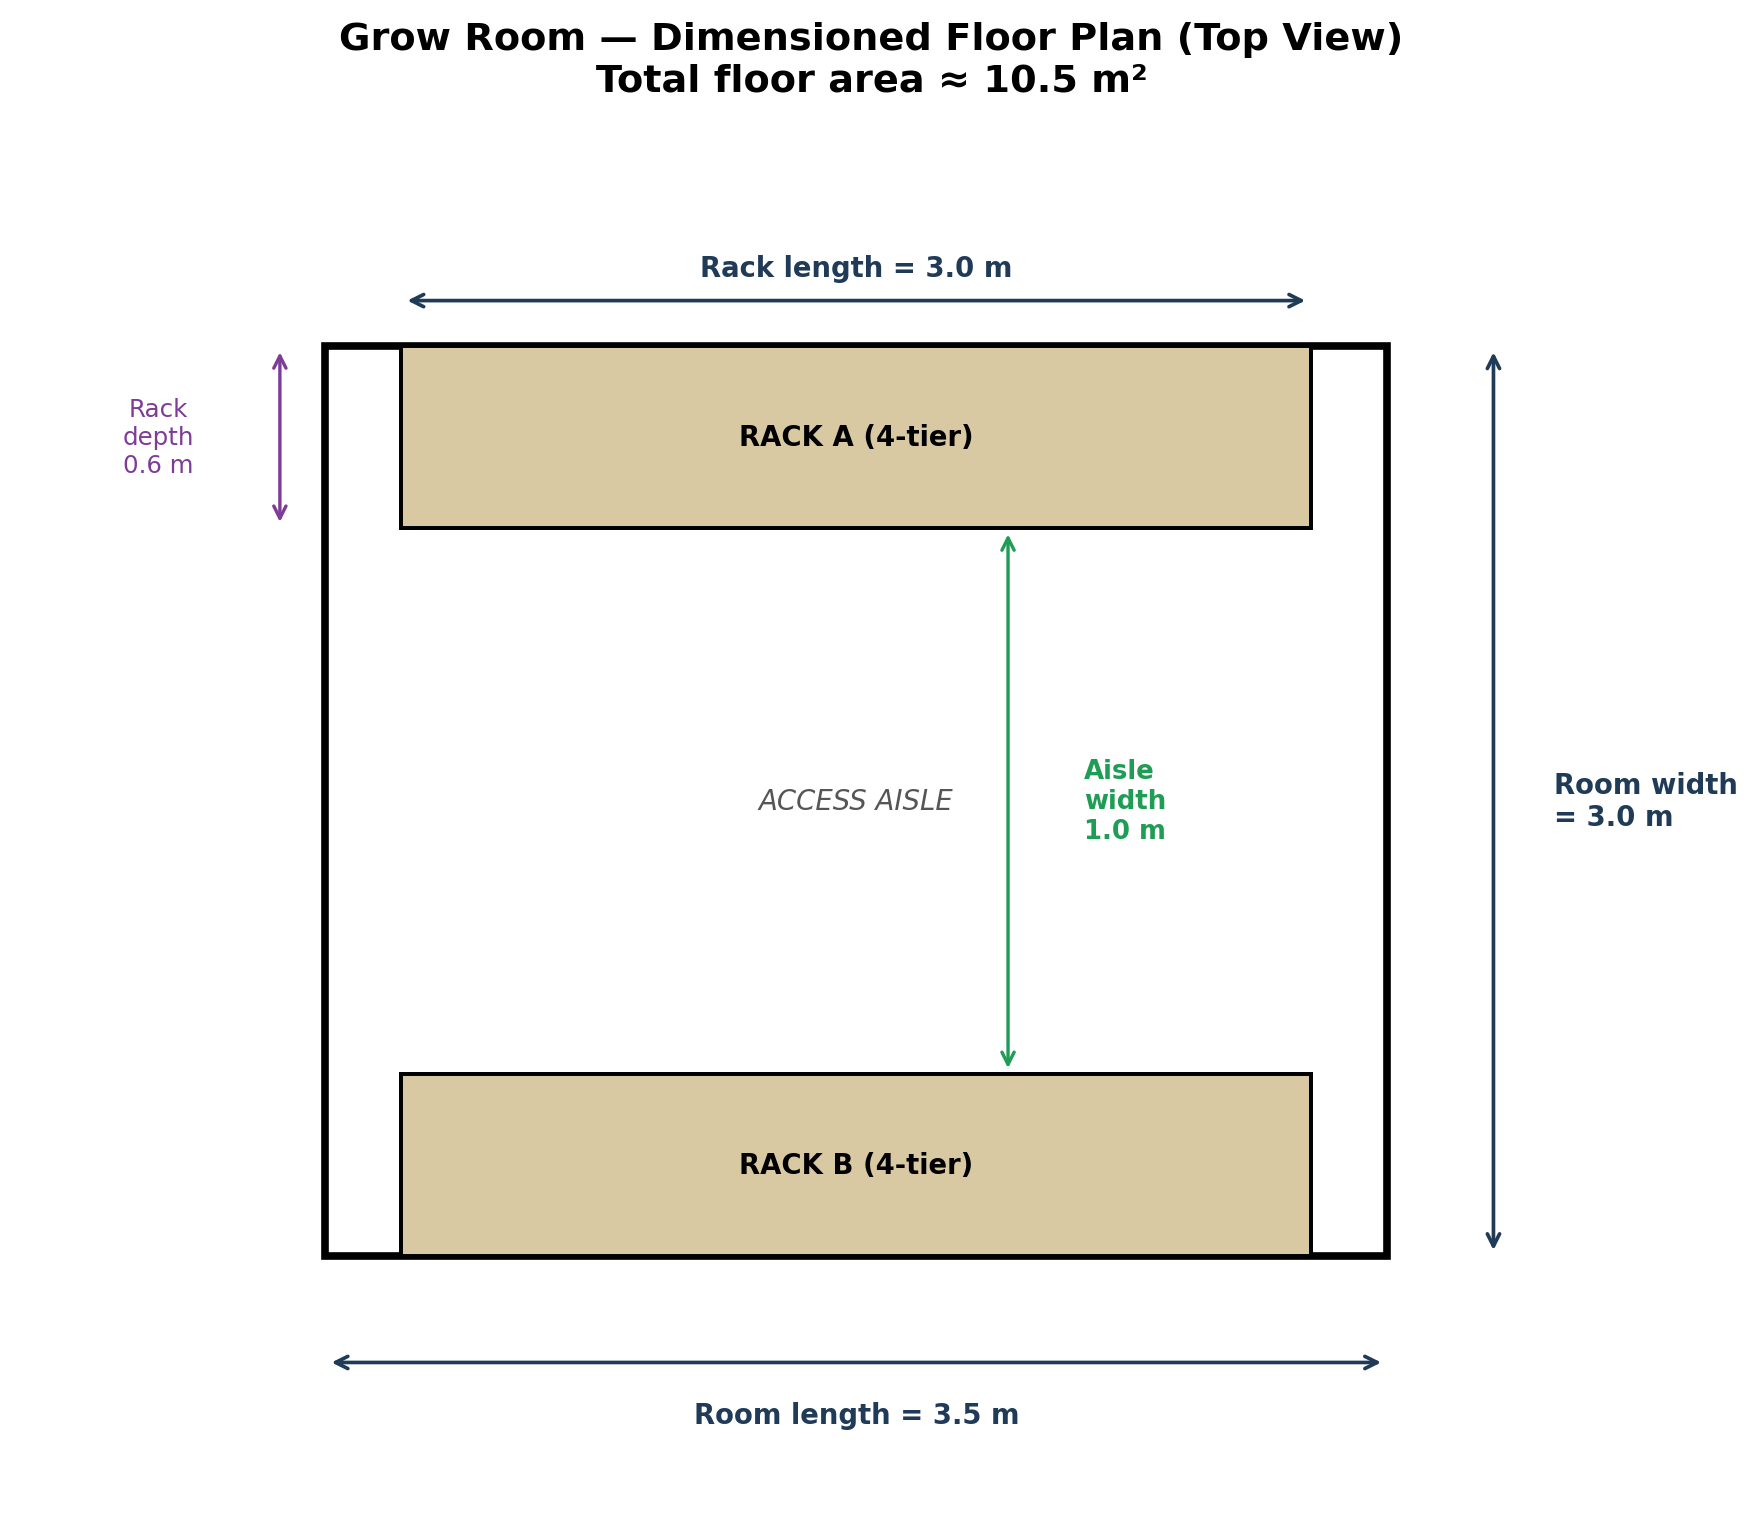 Grow Room — Dimensioned Floor Plan (Top View)
Total floor area ≈ 10.5 m²
Rack length = 3.0 m
Rack
depth
0.6 m
RACK A (4-tier)
ACCESS AISLE
Aisle
width
1.0 m
Room width
= 3.0 m
RACK B (4-tier)
Room length = 3.5 m